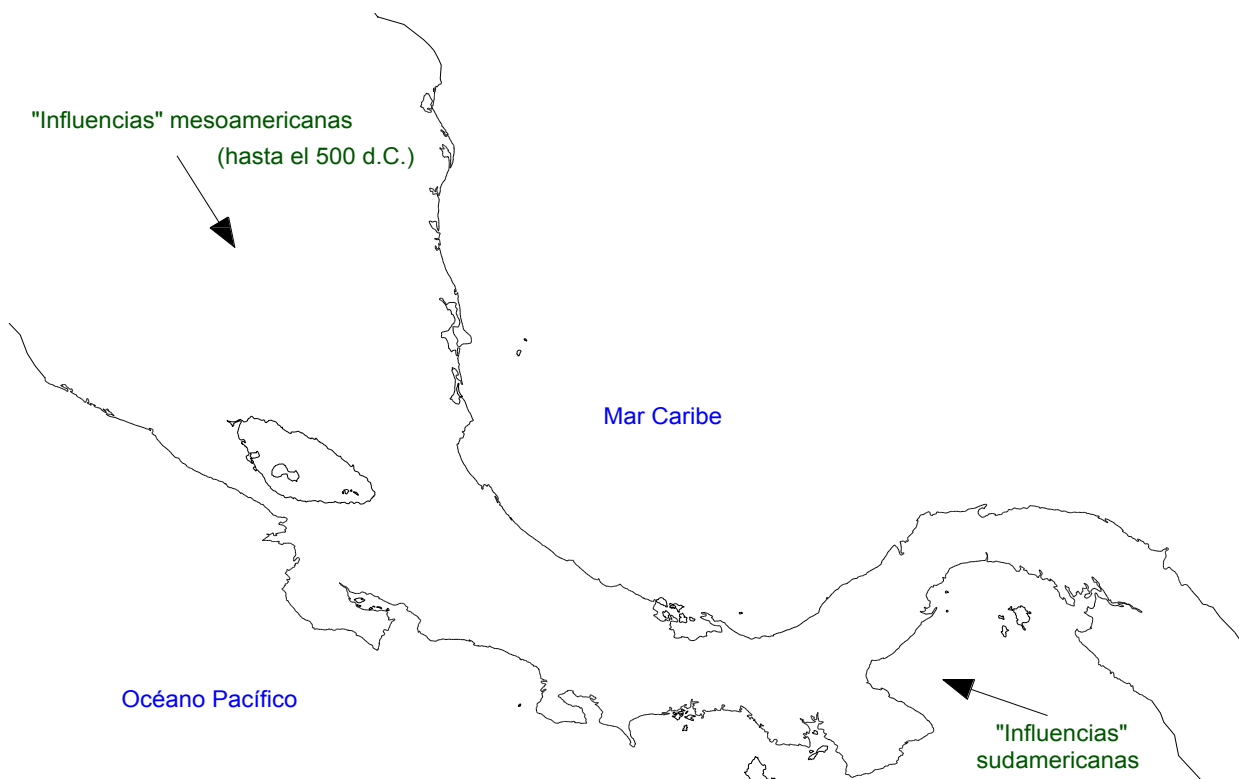 "Influencias" mesoamericanas
(hasta el 500 d.C.)
Mar Caribe
Océano Pacífico
"Influencias"
sudamericanas